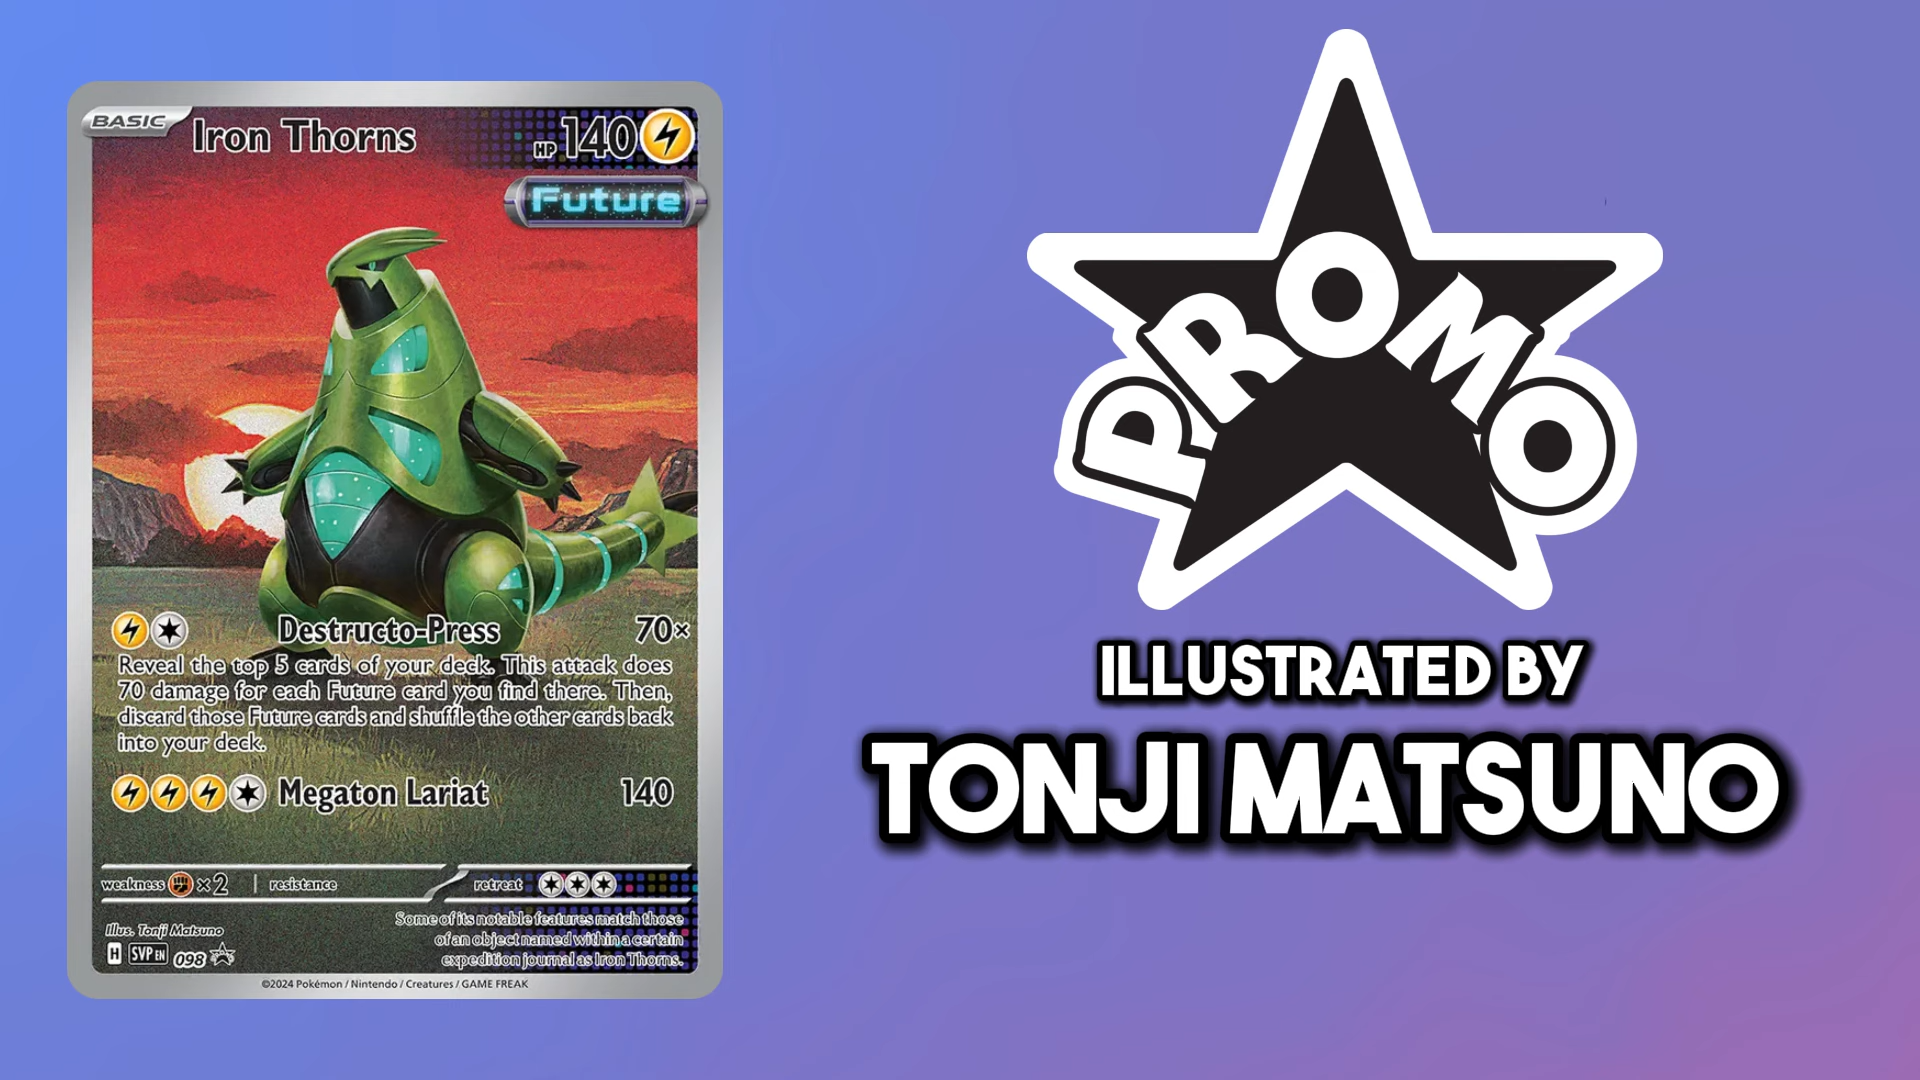 BASIC
Iron Thorns
HP 140
Future
Destructo-Press 70×
Reveal the top 5 cards of your deck. This attack does
70 damage for each Future card you find there. Then,
discard those Future cards and shuffle the other cards back
into your deck.
Megaton Lariat 140
weakness ×2 resistance retreat
Illus. Tonji Matsuno
H SVP EN 098
Some of its notable features match those
of an object named within a certain
expedition journal as Iron Thorns.
©2024 Pokémon / Nintendo / Creatures / GAME FREAK
PROMO
ILLUSTRATED BY
TONJI MATSUNO